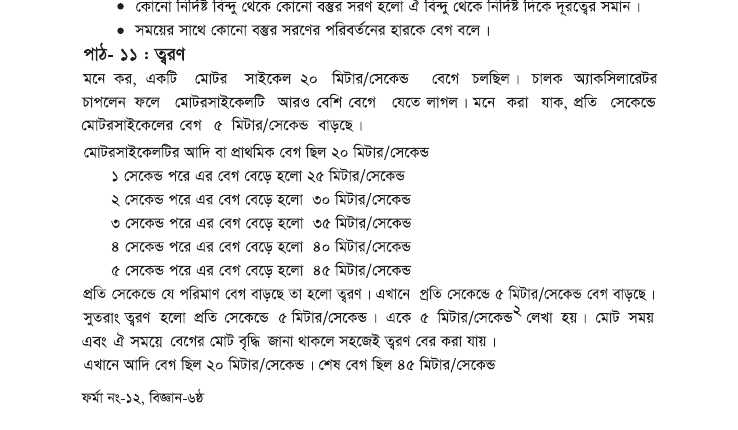 • কোনো নির্দিষ্ট বিন্দু থেকে কোনো বস্তুর সরণ হলো ঐ বিন্দু থেকে নির্দিষ্ট দিকে দূরত্বের সমান।
• সময়ের সাথে কোনো বস্তুর সরণের পরিবর্তনের হারকে বেগ বলে।
পাঠ- ১১ : ত্বরণ
মনে কর, একটি মোটর সাইকেল ২০ মিটার/সেকেন্ড বেগে চলছিল। চালক অ্যাকসিলারেটর
চাপলেন ফলে মোটরসাইকেলটি আরও বেশি বেগে যেতে লাগল। মনে করা যাক, প্রতি সেকেন্ডে
মোটরসাইকেলের বেগ ৫ মিটার/সেকেন্ড বাড়ছে।
মোটরসাইকেলটির আদি বা প্রাথমিক বেগ ছিল ২০ মিটার/সেকেন্ড
১ সেকেন্ড পরে এর বেগ বেড়ে হলো ২৫ মিটার/সেকেন্ড
২ সেকেন্ড পরে এর বেগ বেড়ে হলো ৩০ মিটার/সেকেন্ড
৩ সেকেন্ড পরে এর বেগ বেড়ে হলো ৩৫ মিটার/সেকেন্ড
৪ সেকেন্ড পরে এর বেগ বেড়ে হলো ৪০ মিটার/সেকেন্ড
৫ সেকেন্ড পরে এর বেগ বেড়ে হলো ৪৫ মিটার/সেকেন্ড
প্রতি সেকেন্ডে যে পরিমাণ বেগ বাড়ছে তা হলো ত্বরণ। এখানে প্রতি সেকেন্ডে ৫ মিটার/সেকেন্ড বেগ বাড়ছে।
সুতরাং ত্বরণ হলো প্রতি সেকেন্ডে ৫ মিটার/সেকেন্ড। একে ৫ মিটার/সেকেন্ড^২ লেখা হয়। মোট সময়
এবং ঐ সময়ে বেগের মোট বৃদ্ধি জানা থাকলে সহজেই ত্বরণ বের করা যায়।
এখানে আদি বেগ ছিল ২০ মিটার/সেকেন্ড। শেষ বেগ ছিল ৪৫ মিটার/সেকেন্ড
ফর্মা নং-১২, বিজ্ঞান-৬ষ্ঠ